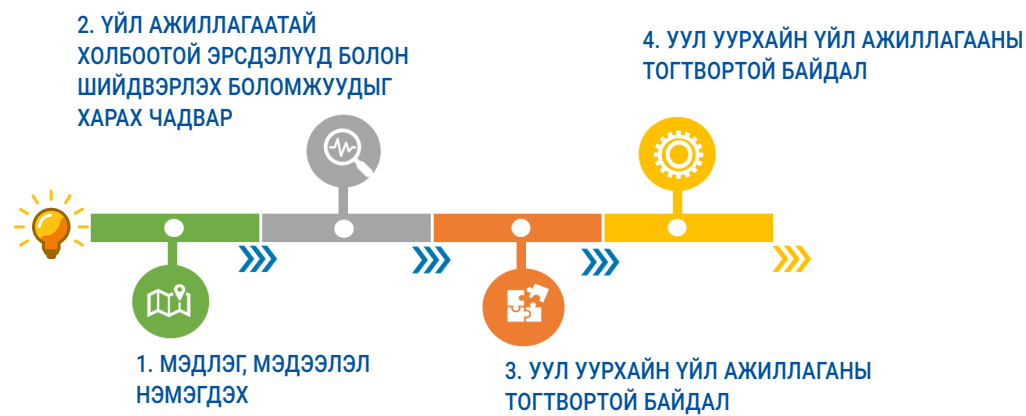 2. ҮЙЛ АЖИЛЛАГААТАЙ
ХОЛБООТОЙ ЭРСДЭЛҮҮД БОЛОН
ШИЙДВЭРЛЭХ БОЛОМЖУУДЫГ
ХАРАХ ЧАДВАР
4. УУЛ УУРХАЙН ҮЙЛ АЖИЛЛАГААНЫ
ТОГТВОРТОЙ БАЙДАЛ
1. МЭДЛЭГ, МЭДЭЭЛЭЛ
НЭМЭГДЭХ
3. УУЛ УУРХАЙН ҮЙЛ АЖИЛЛАГАНЫ
ТОГТВОРТОЙ БАЙДАЛ